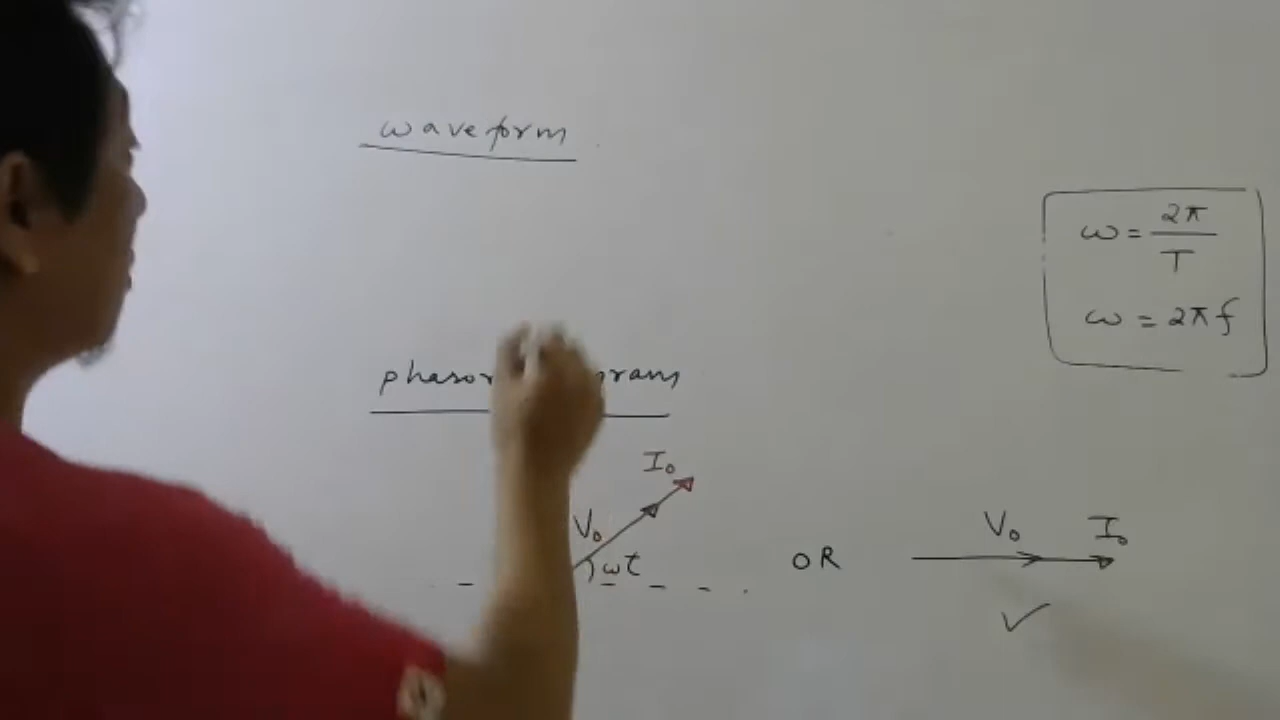 waveform
ω = 2π/T
ω = 2πf
I₀
V₀
ωt
OR
V₀ I₀